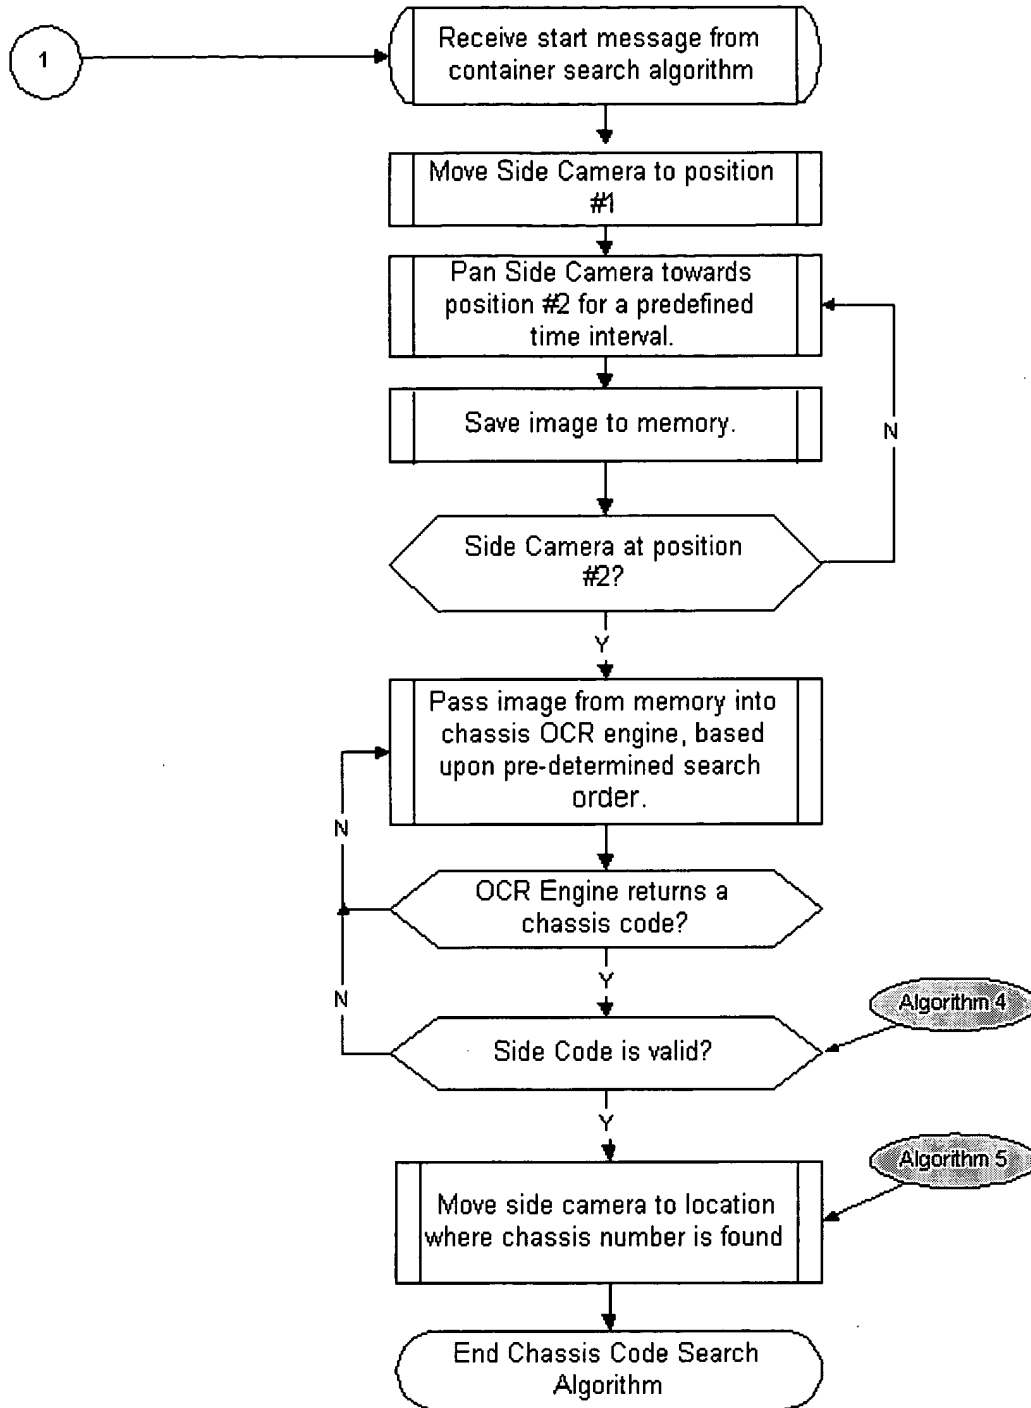 1
Receive start message from
container search algorithm
Move Side Camera to position
#1
Pan Side Camera towards
position #2 for a predefined
time interval.
Save image to memory.
N
Side Camera at position
#2?
Y
Pass image from memory into
chassis OCR engine, based
upon pre-determined search
order.
N
OCR Engine returns a
chassis code?
Y
N
Algorithm 4
Side Code is valid?
Y
Algorithm 5
Move side camera to location
where chassis number is found
End Chassis Code Search
Algorithm